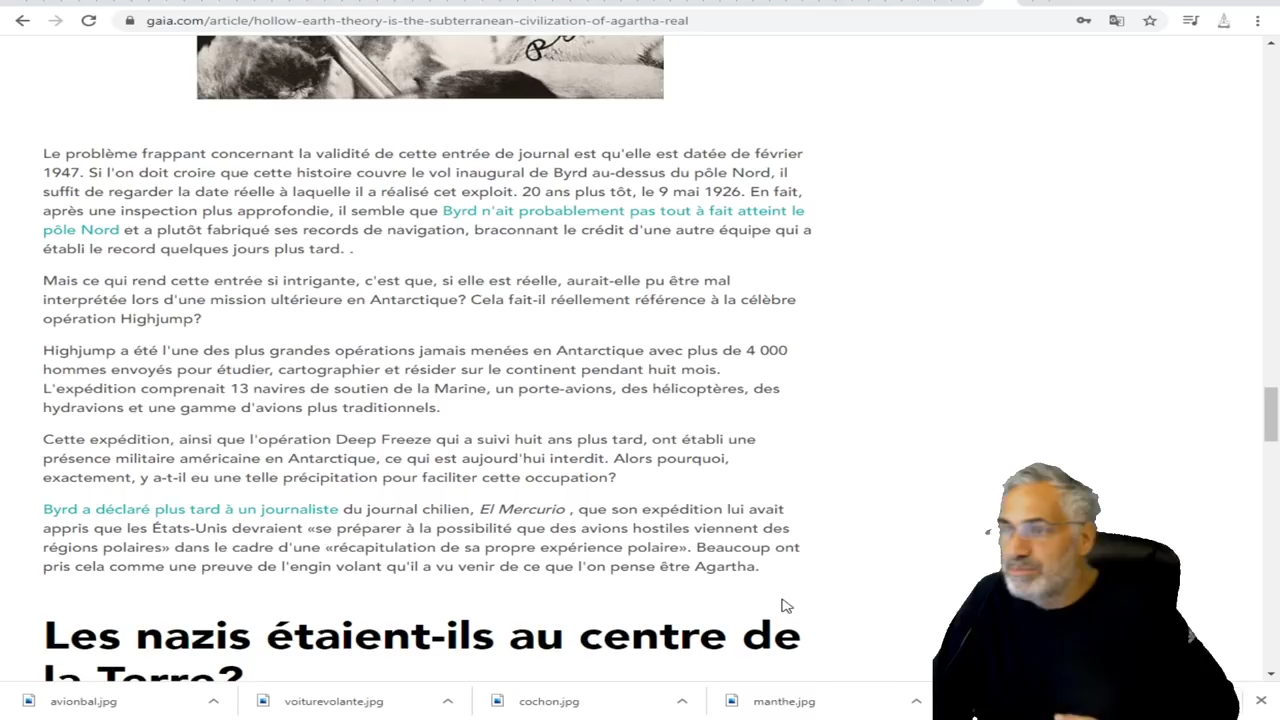 gaia.com/article/hollow-earth-theory-is-the-subterranean-civilization-of-agartha-real
Le problème frappant concernant la validité de cette entrée de journal est qu'elle est datée de février
1947. Si l'on doit croire que cette histoire couvre le vol inaugural de Byrd au-dessus du pôle Nord, il
suffit de regarder la date réelle à laquelle il a réalisé cet exploit. 20 ans plus tôt, le 9 mai 1926. En fait,
après une inspection plus approfondie, il semble que Byrd n'ait probablement pas tout à fait atteint le
pôle Nord et a plutôt fabriqué ses records de navigation, braconnant le crédit d'une autre équipe qui a
établi le record quelques jours plus tard. .
Mais ce qui rend cette entrée si intrigante, c'est que, si elle est réelle, aurait-elle pu être mal
interprétée lors d'une mission ultérieure en Antarctique? Cela fait-il réellement référence à la célèbre
opération Highjump?
Highjump a été l'une des plus grandes opérations jamais menées en Antarctique avec plus de 4 000
hommes envoyés pour étudier, cartographier et résider sur le continent pendant huit mois.
L'expédition comprenait 13 navires de soutien de la Marine, un porte-avions, des hélicoptères, des
hydravions et une gamme d'avions plus traditionnels.
Cette expédition, ainsi que l'opération Deep Freeze qui a suivi huit ans plus tard, ont établi une
présence militaire américaine en Antarctique, ce qui est aujourd'hui interdit. Alors pourquoi,
exactement, y a-t-il eu une telle précipitation pour faciliter cette occupation?
Byrd a déclaré plus tard à un journaliste du journal chilien, El Mercurio , que son expédition lui avait
appris que les États-Unis devraient «se préparer à la possibilité que des avions hostiles viennent des
régions polaires» dans le cadre d'une «récapitulation de sa propre expérience polaire». Beaucoup ont
pris cela comme une preuve de l'engin volant qu'il a vu venir de ce que l'on pense être Agartha.
Les nazis étaient-ils au centre de
la Terre?
avionbal.jpg
voiturevolante.jpg
cochon.jpg
manthe.jpg